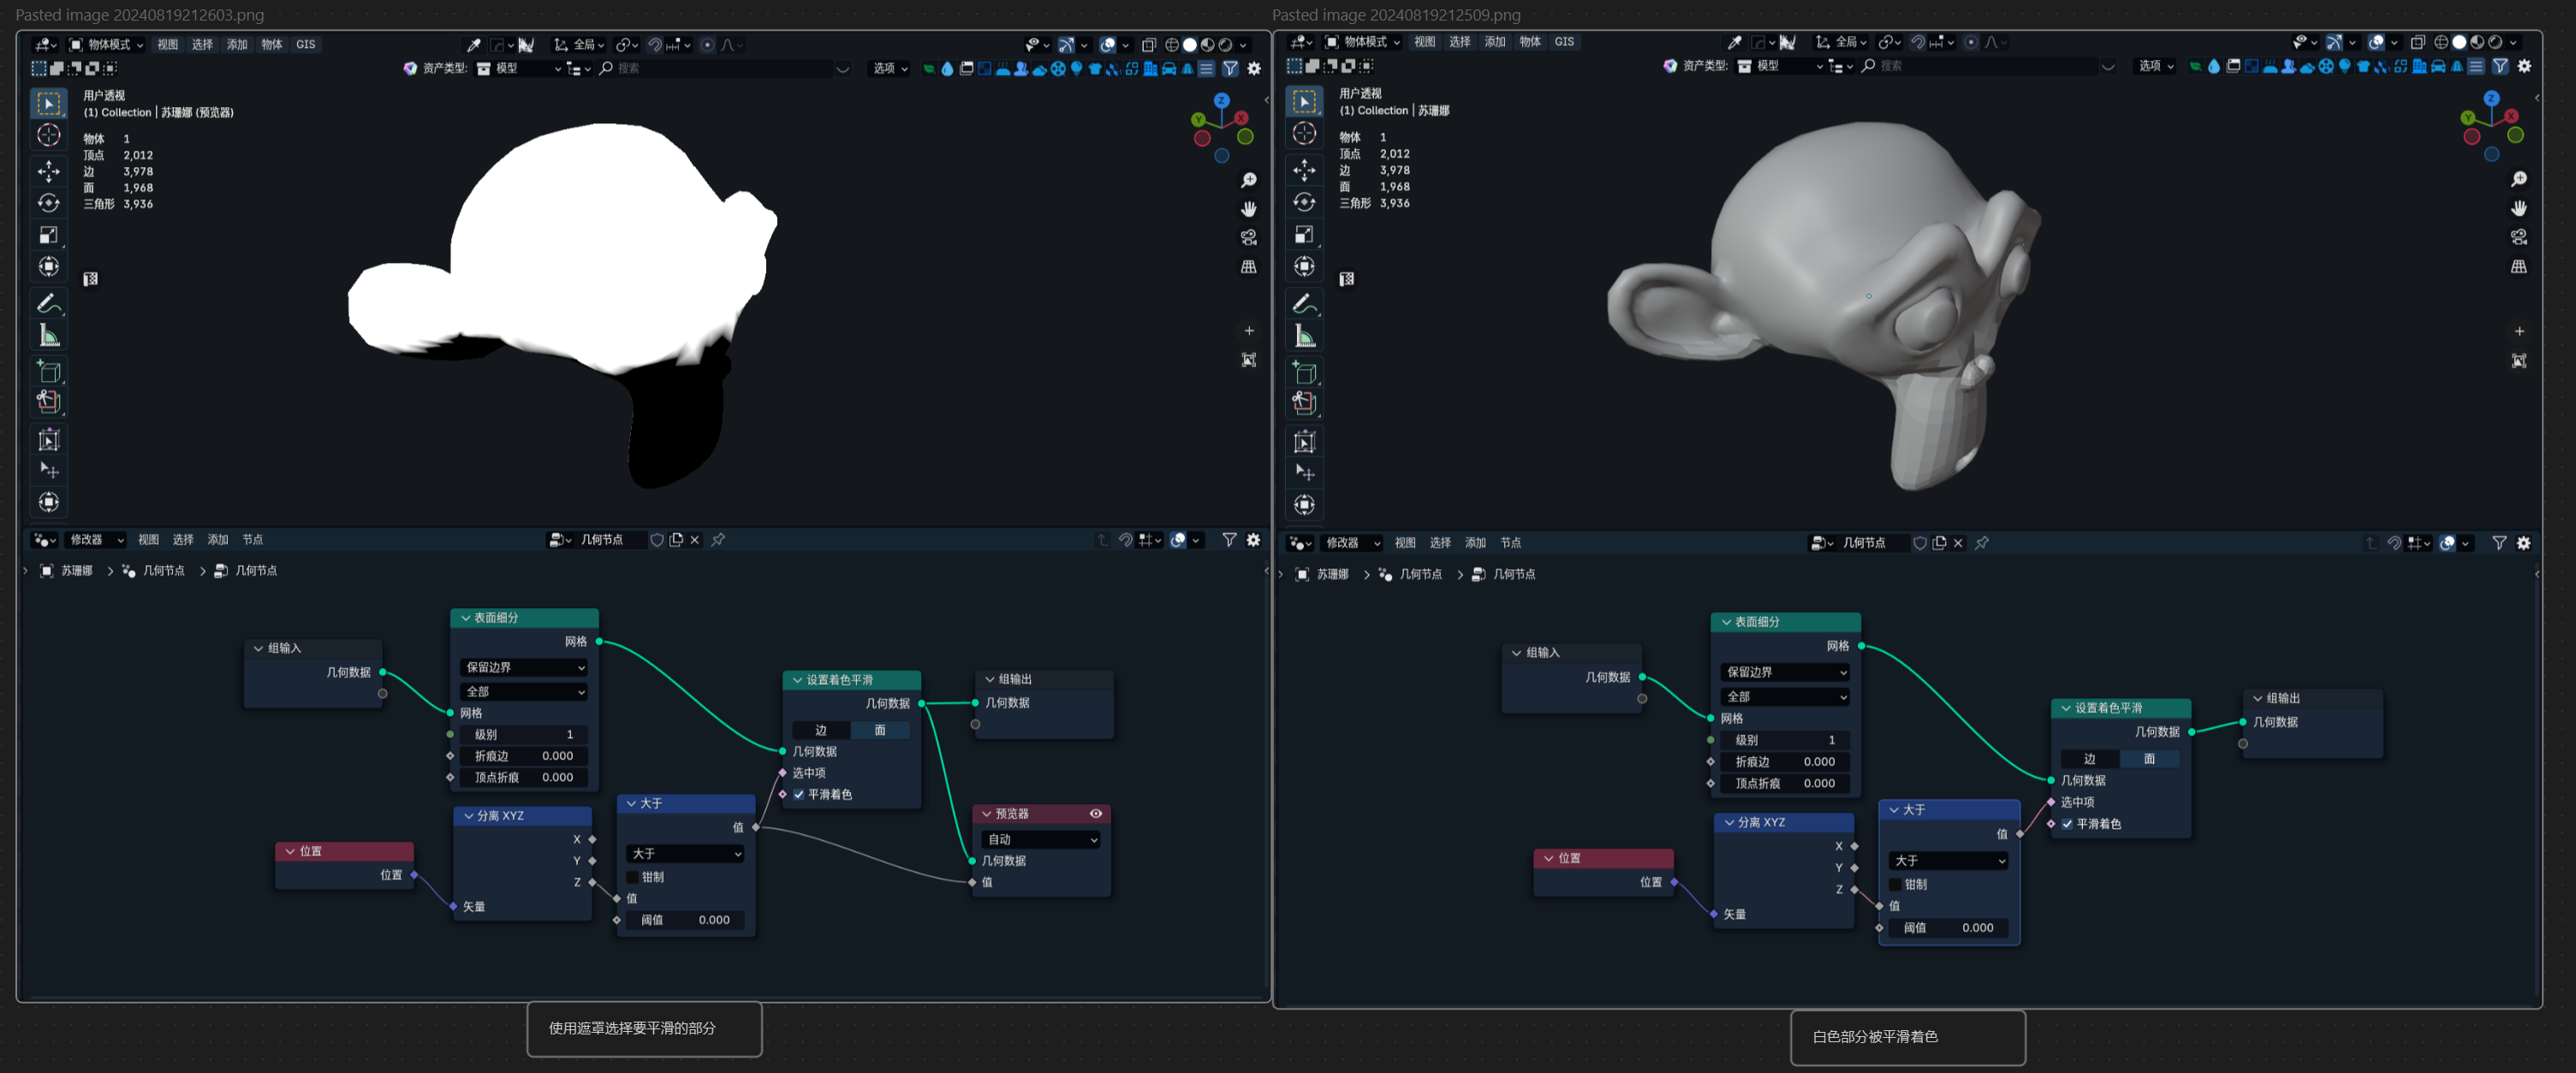 Pasted image 20240819212603.png
物体模式 视图 选择 添加 物体 GIS 全局
资产类型: 模型 搜索 选项
用户透视
(1) Collection | 苏珊娜 (预览器)
物体 1
顶点 2,012
边 3,978
面 1,968
三角形 3,936
Z
Y X
修改器 视图 选择 添加 节点 几何节点
苏珊娜 > 几何节点 > 几何节点
组输入
几何数据
表面细分
网格
保留边界
全部
网格
级别 1
折痕边 0.000
顶点折痕 0.000
设置着色平滑
几何数据
边 面
几何数据
选中项
平滑着色
组输出
几何数据
位置
位置
分离 XYZ
X
Y
Z
矢量
大于
值
大于
钳制
值
阈值 0.000
预览器
自动
几何数据
值
使用遮罩选择要平滑的部分
Pasted image 20240819212509.png
物体模式 视图 选择 添加 物体 GIS 全局
资产类型: 模型 搜索 选项
用户透视
(1) Collection | 苏珊娜
物体 1
顶点 2,012
边 3,978
面 1,968
三角形 3,936
Z
Y X
修改器 视图 选择 添加 节点 几何节点
苏珊娜 > 几何节点 > 几何节点
组输入
几何数据
表面细分
网格
保留边界
全部
网格
级别 1
折痕边 0.000
顶点折痕 0.000
设置着色平滑
几何数据
边 面
几何数据
选中项
平滑着色
组输出
几何数据
位置
位置
分离 XYZ
X
Y
Z
矢量
大于
值
大于
钳制
值
阈值 0.000
白色部分被平滑着色